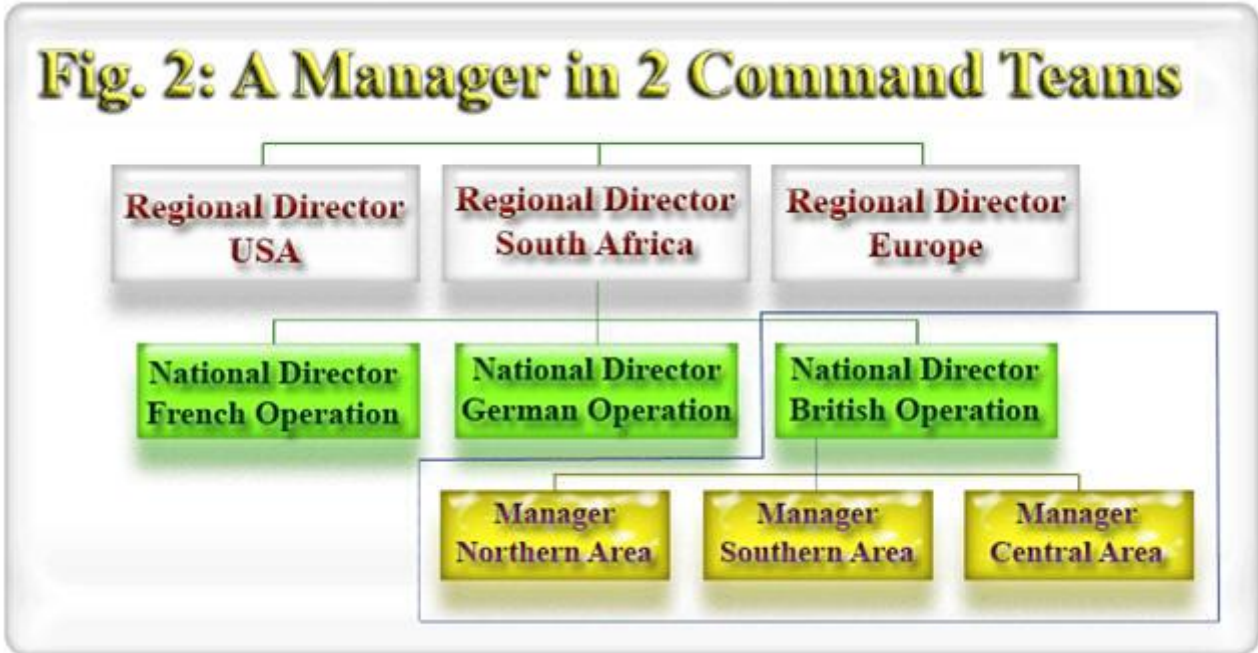 Fig. 2: A Manager in 2 Command Teams
Regional Director
USA
Regional Director
South Africa
Regional Director
Europe
National Director
French Operation
National Director
German Operation
National Director
British Operation
Manager
Northern Area
Manager
Southern Area
Manager
Central Area